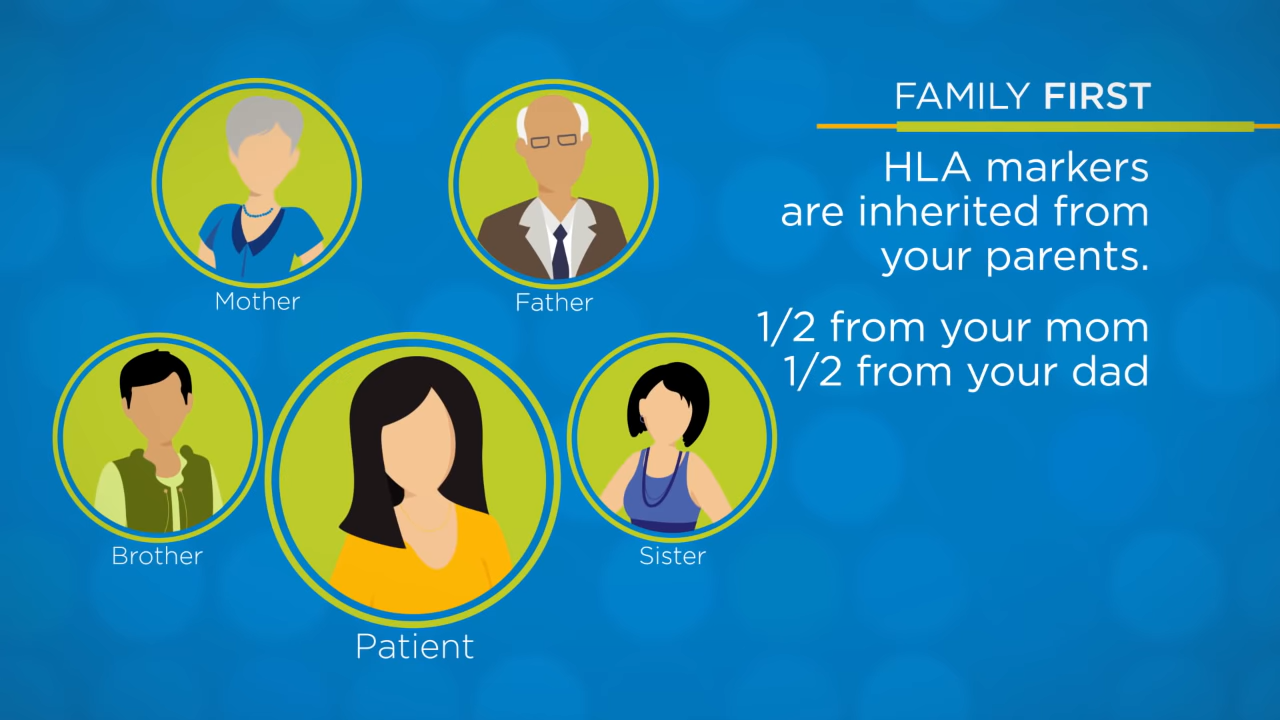 FAMILY FIRST
HLA markers
are inherited from
your parents.
1/2 from your mom
1/2 from your dad
Mother
Father
Brother
Patient
Sister